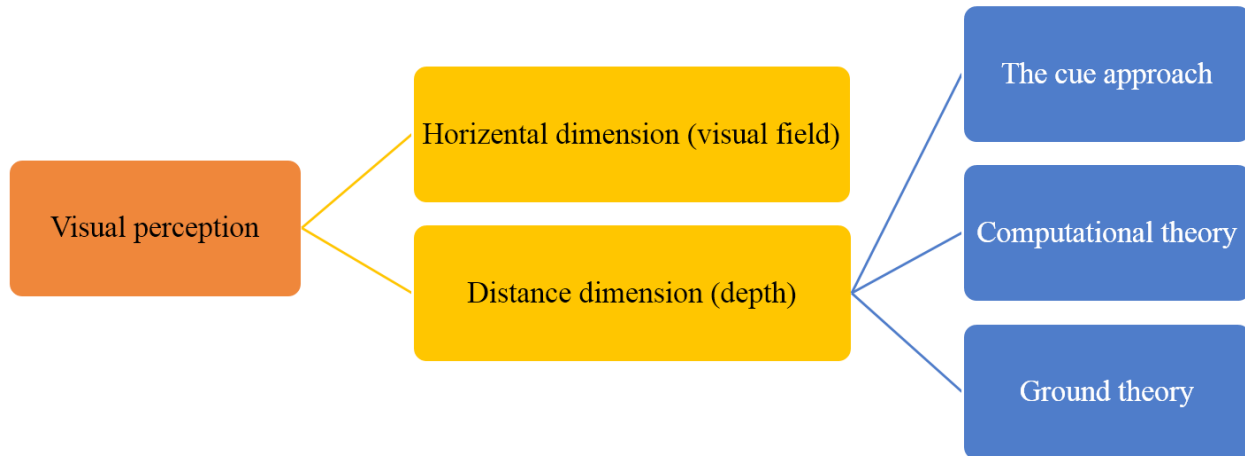 Visual perception
Horizental dimension (visual field)
Distance dimension (depth)
The cue approach
Computational theory
Ground theory